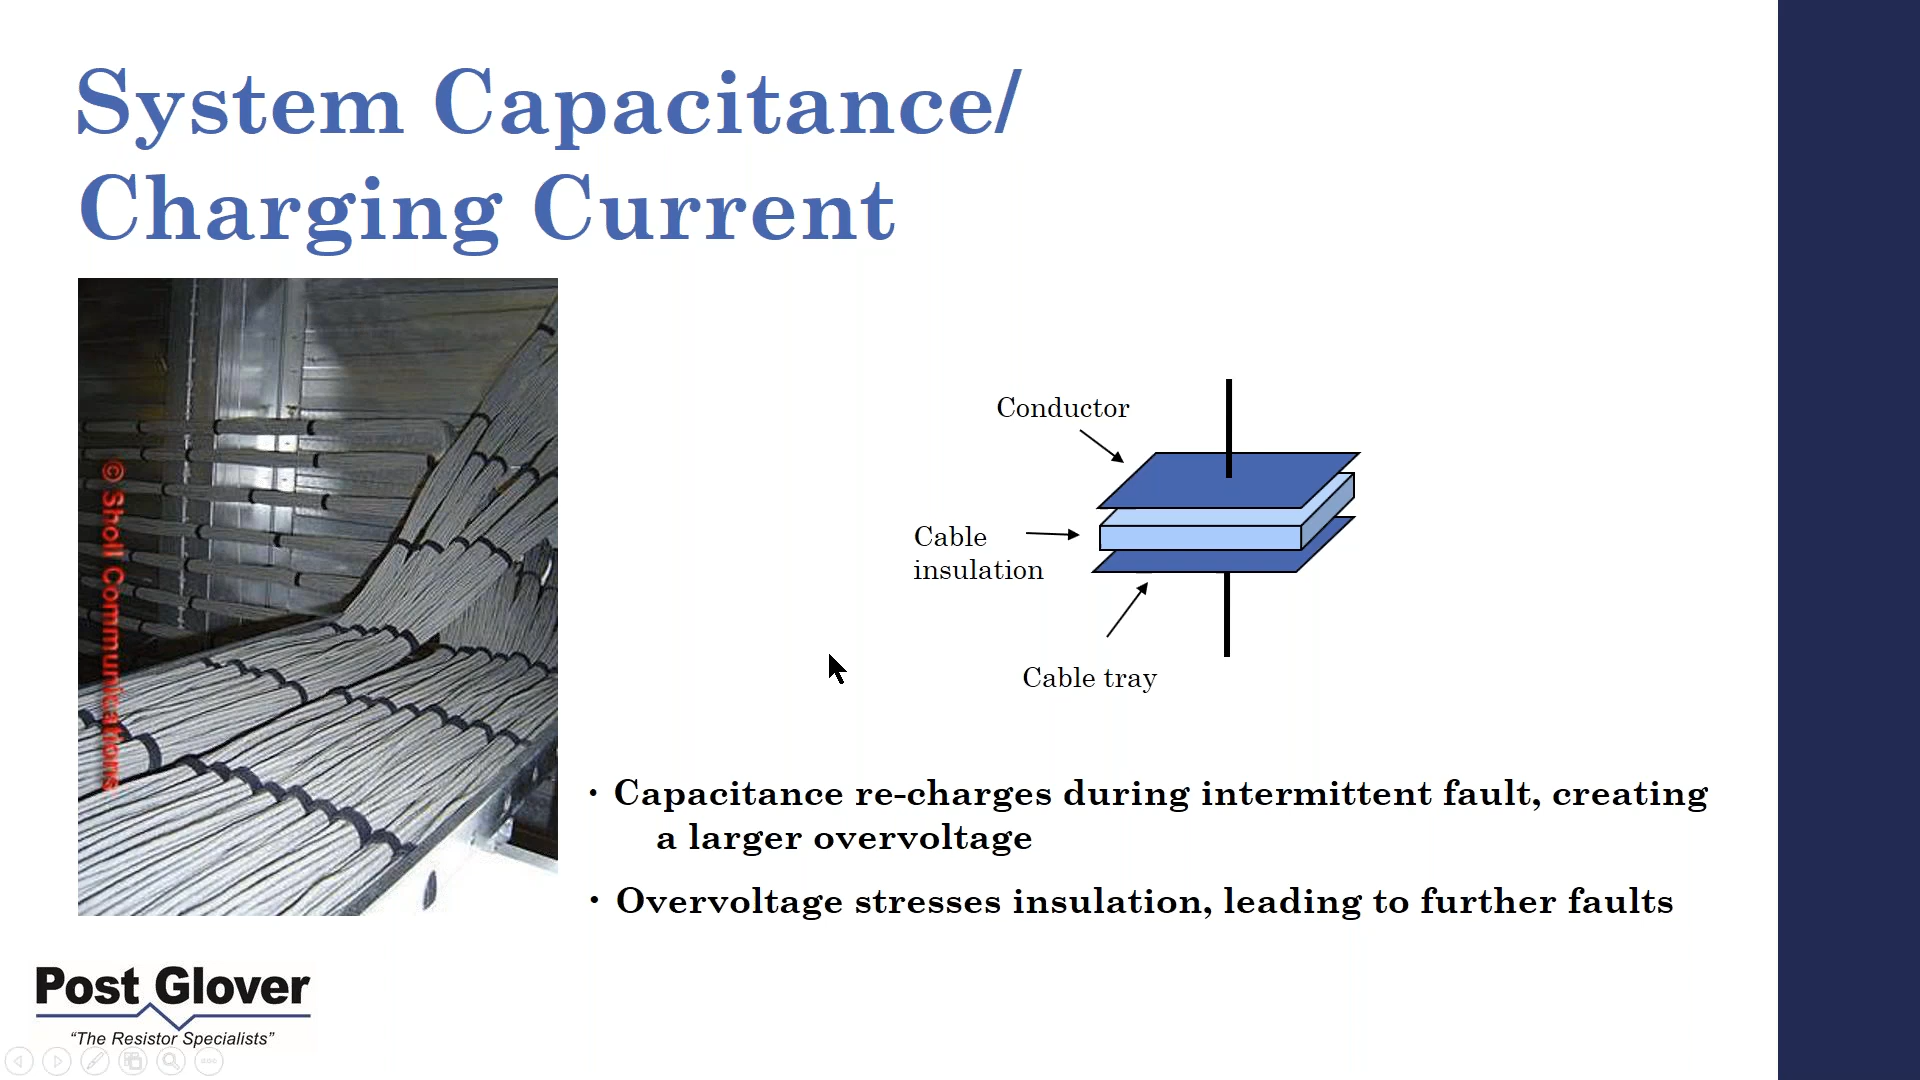 System Capacitance/
Charging Current
© Sholl Communications
Conductor
Cable
insulation
Cable tray
• Capacitance re-charges during intermittent fault, creating
a larger overvoltage
• Overvoltage stresses insulation, leading to further faults
Post Glover
“The Resistor Specialists”